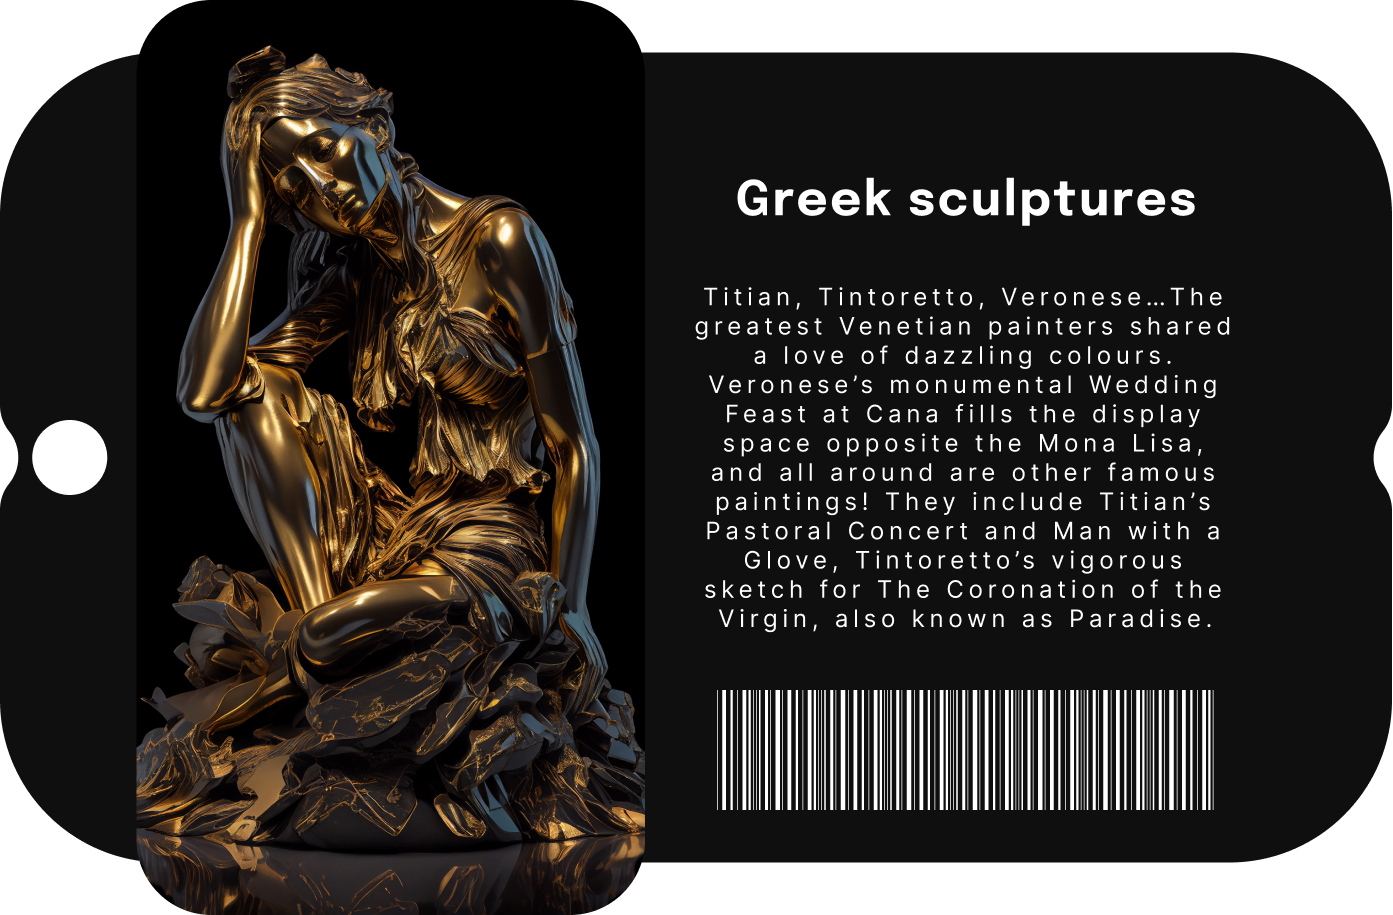 Greek sculptures
Titian, Tintoretto, Veronese...The
greatest Venetian painters shared
a love of dazzling colours.
Veronese’s monumental Wedding
Feast at Cana fills the display
space opposite the Mona Lisa,
and all around are other famous
paintings! They include Titian’s
Pastoral Concert and Man with a
Glove, Tintoretto’s vigorous
sketch for The Coronation of the
Virgin, also known as Paradise.